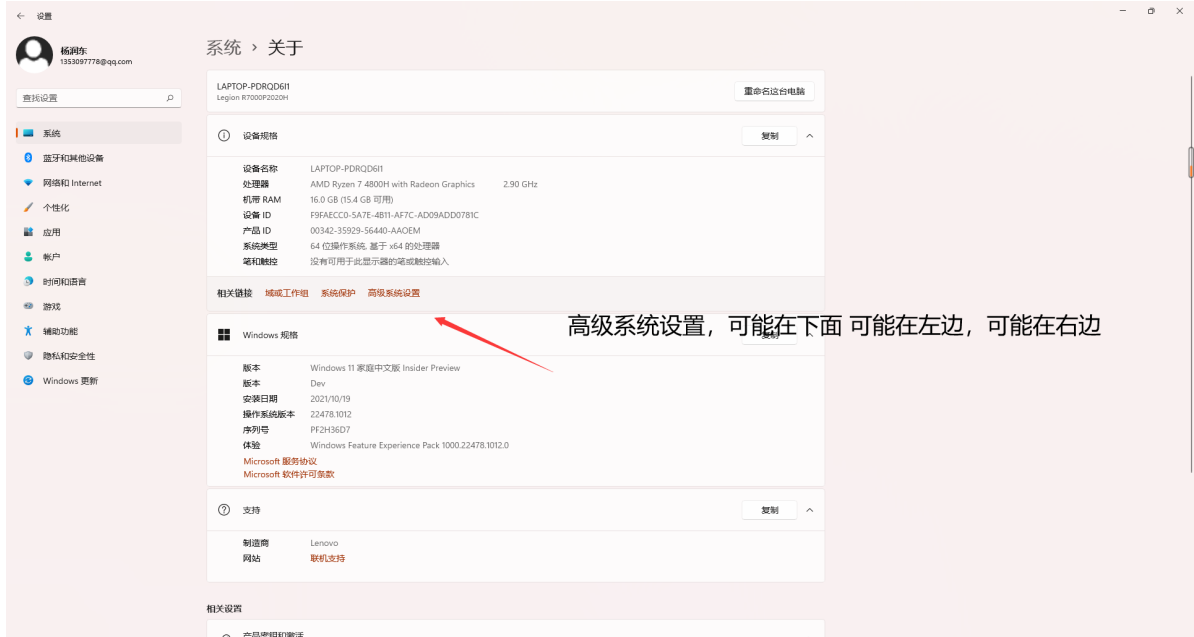 设置
杨润东
1353097778@qq.com
查找设置
系统
蓝牙和其他设备
网络和 Internet
个性化
应用
帐户
时间和语言
游戏
辅助功能
隐私和安全性
Windows 更新
系统 › 关于
LAPTOP-PDRQD6I1
Legion R7000P2020H
重命名这台电脑
设备规格
复制
设备名称 LAPTOP-PDRQD6I1
处理器 AMD Ryzen 7 4800H with Radeon Graphics 2.90 GHz
机带 RAM 16.0 GB (15.4 GB 可用)
设备 ID F9FAECC0-5A7E-4B11-AF7C-AD09ADD0781C
产品 ID 00342-35929-56440-AAOEM
系统类型 64 位操作系统, 基于 x64 的处理器
笔和触控 没有可用于此显示器的笔或触控输入
相关链接 域或工作组 系统保护 高级系统设置
高级系统设置，可能在下面 可能在左边，可能在右边
Windows 规格
复制
版本 Windows 11 家庭中文版 Insider Preview
版本 Dev
安装日期 2021/10/19
操作系统版本 22478.1012
序列号 PF2H36D7
体验 Windows Feature Experience Pack 1000.22478.1012.0
Microsoft 服务协议
Microsoft 软件许可条款
支持
复制
制造商 Lenovo
网站 联机支持
相关设置
产品密钥和激活